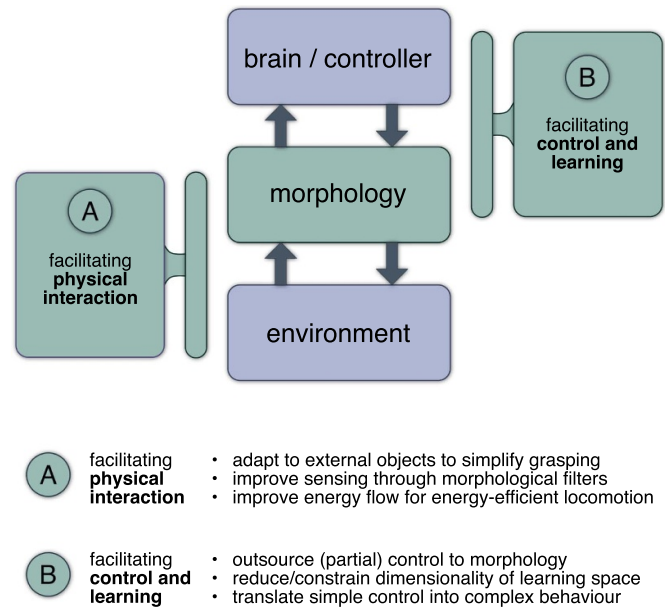 brain / controller
B
facilitating
control and
learning
morphology
A
facilitating
physical
interaction
environment
A
facilitating
physical
interaction
• adapt to external objects to simplify grasping
• improve sensing through morphological filters
• improve energy flow for energy-efficient locomotion
B
facilitating
control and
learning
• outsource (partial) control to morphology
• reduce/constrain dimensionality of learning space
• translate simple control into complex behaviour